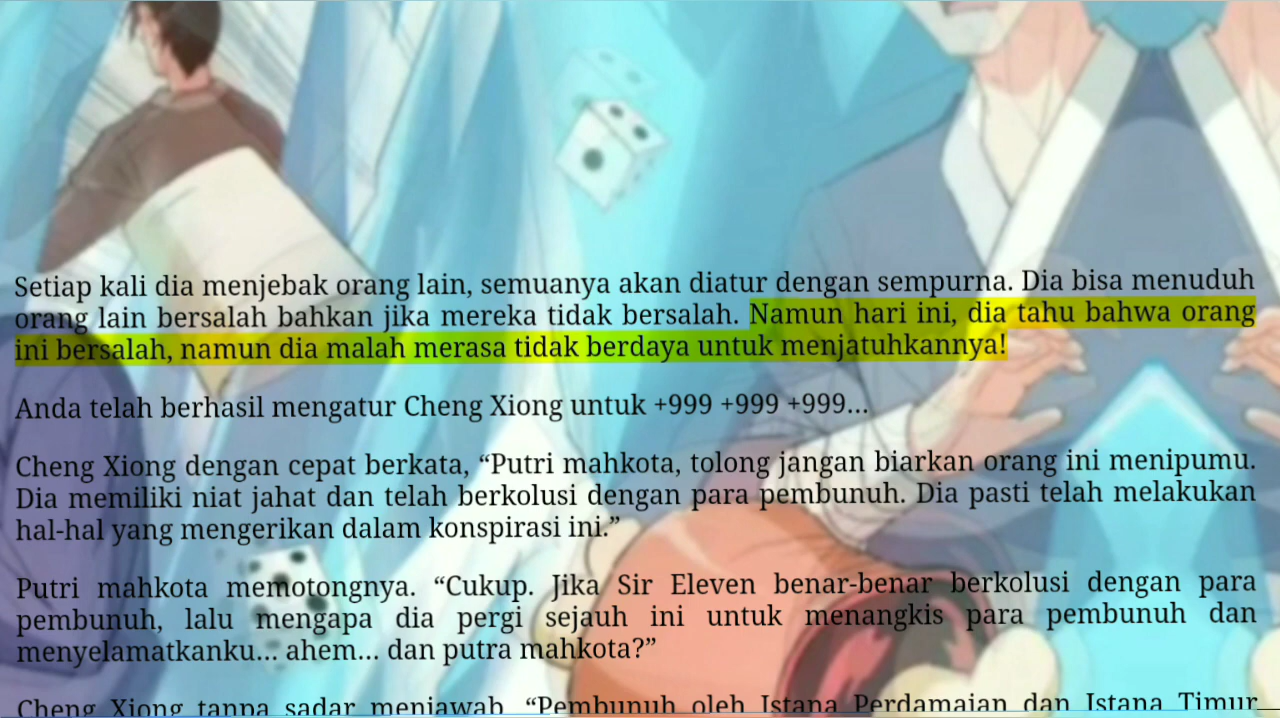 Setiap kali dia menjebak orang lain, semuanya akan diatur dengan sempurna. Dia bisa menuduh
orang lain bersalah bahkan jika mereka tidak bersalah. Namun hari ini, dia tahu bahwa orang
ini bersalah, namun dia malah merasa tidak berdaya untuk menjatuhkannya!
Anda telah berhasil mengatur Cheng Xiong untuk +999 +999 +999...
Cheng Xiong dengan cepat berkata, “Putri mahkota, tolong jangan biarkan orang ini menipumu.
Dia memiliki niat jahat dan telah berkolusi dengan para pembunuh. Dia pasti telah melakukan
hal-hal yang mengerikan dalam konspirasi ini.”
Putri mahkota memotongnya. “Cukup. Jika Sir Eleven benar-benar berkolusi dengan para
pembunuh, lalu mengapa dia pergi sejauh ini untuk menangkis para pembunuh dan
menyelamatkanku... ahem... dan putra mahkota?”
Cheng Xiong tanpa sadar menjawab “Pembunuh oleh Istana Perdamaian dan Istana Timur